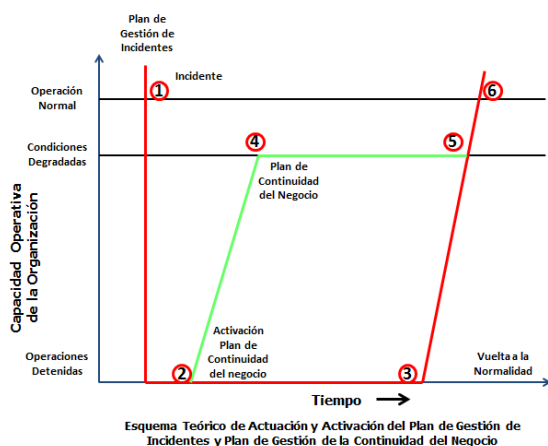 Plan de
Gestión de
Incidentes
Incidente
1
6
Operación
Normal
4
5
Condiciones
Degradadas
Plan de
Continuidad
del Negocio
Capacidad Operativa
de la Organización
Activación
Plan de
Continuidad
del negocio
Operaciones
Detenidas
2
3
Vuelta a la
Normalidad
Tiempo
Esquema Teórico de Actuación y Activación del Plan de Gestión de
Incidentes y Plan de Gestión de la Continuidad del Negocio